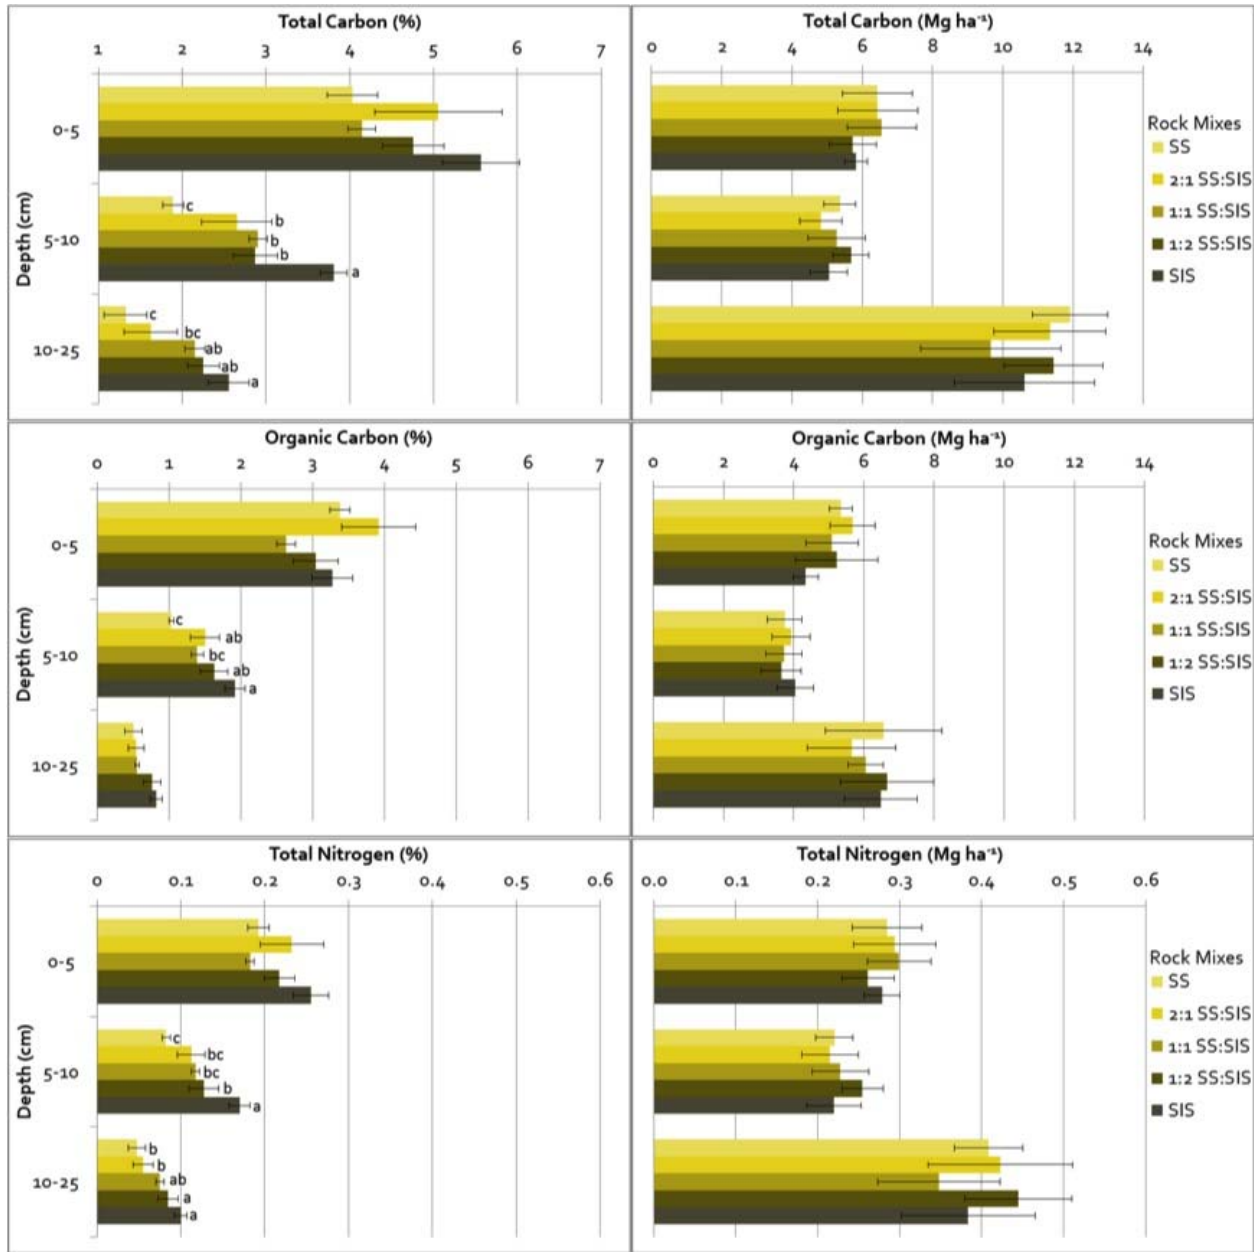 Total Carbon (%)
1 2 3 4 5 6 7
Depth (cm)
0-5
5-10
c
b
b
b
a
10-25
c
bc
ab
ab
a
Total Carbon (Mg ha⁻¹)
0 2 4 6 8 10 12 14
Rock Mixes
SS
2:1 SS:SIS
1:1 SS:SIS
1:2 SS:SIS
SIS
Organic Carbon (%)
0 1 2 3 4 5 6 7
Depth (cm)
0-5
5-10
c
ab
bc
ab
a
10-25
Organic Carbon (Mg ha⁻¹)
0 2 4 6 8 10 12 14
Rock Mixes
SS
2:1 SS:SIS
1:1 SS:SIS
1:2 SS:SIS
SIS
Total Nitrogen (%)
0 0.1 0.2 0.3 0.4 0.5 0.6
Depth (cm)
0-5
5-10
c
bc
bc
b
a
10-25
b
b
ab
a
a
Total Nitrogen (Mg ha⁻¹)
0.0 0.1 0.2 0.3 0.4 0.5 0.6
Rock Mixes
SS
2:1 SS:SIS
1:1 SS:SIS
1:2 SS:SIS
SIS